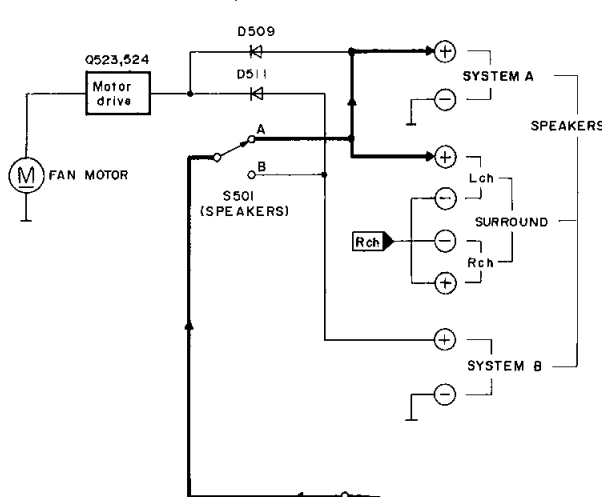 D509
Q523,524
D511
SYSTEM A
Motor
drive
SPEAKERS
A
M
FAN MOTOR
B
Lch
S501
(SPEAKERS)
SURROUND
Rch
Rch
SYSTEM B